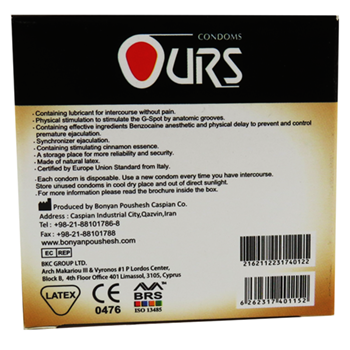 CONDOMS
OURS
-Containing lubricant for intercourse without pain.
-Physical stimulation to stimulate the G-Spot by anatomic grooves.
-Containing effective ingredients Benzocaine anesthetic and physical delay to prevent and control
premature ejaculation.
-Synchronizer ejaculation.
-Containing stimulating cinnamon essence.
-A storage place for more reliability and security.
-Made of natural latex.
-Certified by Europe Union Standard from Italy.
-Each condom is disposable. Use a new condom every time you have intercourse.
Store unused condoms in cool dry place and out of direct sunlight.
-For more information please read the brochure inside the box.
Produced by Bonyan Poushesh Caspian Co.
Address: Caspian Industrial City,Qazvin,Iran
Tel :+98-21-88101786-8
Fax :+98-21-88101788
www.bonyanpoushesh.com
EC REP
BKC GROUP LTD.
Arch Makariou III & Vyronos #1 P Lordos Center,
Block B, 4th Floor Office 401 Limassol, 3105, Cyprus
LATEX
CE
0476
BRS
ISO 13485
2162112231740122
6262317401152